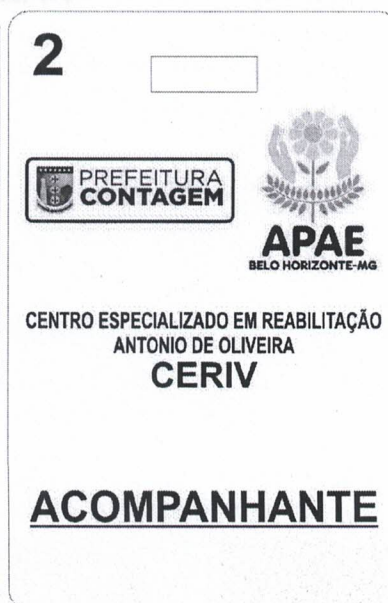 2
PREFEITURA
CONTAGEM
APAE
BELO HORIZONTE-MG
CENTRO ESPECIALIZADO EM REABILITAÇÃO
ANTONIO DE OLIVEIRA
CERIV
ACOMPANHANTE